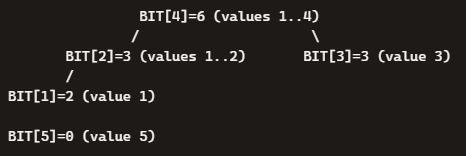 BIT[4]=6 (values 1..4)
/ \
BIT[2]=3 (values 1..2) BIT[3]=3 (value 3)
/
BIT[1]=2 (value 1)
BIT[5]=0 (value 5)